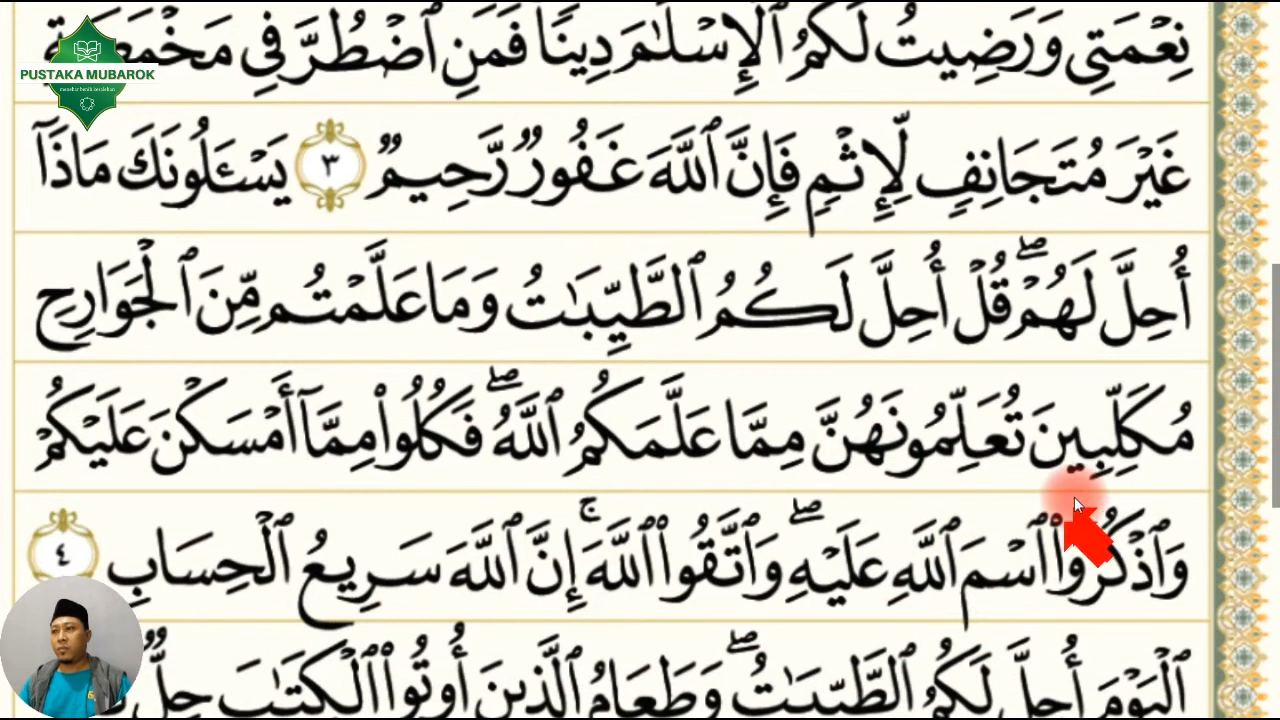 نِعْمَتِى وَرَضِيتُ لَكُمُ ٱلْإِسْلَٰمَ دِينًا فَمَنِ ٱضْطُرَّ فِى مَخْمَصَةٍ
PUSTAKA MUBAROK
غَيْرَ مُتَجَانِفٍ لِّإِثْمٍ فَإِنَّ ٱللَّهَ غَفُورٌ رَّحِيمٌ ٣ يَسْـَٔلُونَكَ مَاذَآ
أُحِلَّ لَهُمْ ۖ قُلْ أُحِلَّ لَكُمُ ٱلطَّيِّبَٰتُ وَمَا عَلَّمْتُم مِّنَ ٱلْجَوَارِحِ
مُكَلِّبِينَ تُعَلِّمُونَهُنَّ مِمَّا عَلَّمَكُمُ ٱللَّهُ ۖ فَكُلُوا۟ مِمَّآ أَمْسَكْنَ عَلَيْكُمْ
وَٱذْكُرُوا۟ ٱسْمَ ٱللَّهِ عَلَيْهِ ۖ وَٱتَّقُوا۟ ٱللَّهَ ۚ إِنَّ ٱللَّهَ سَرِيعُ ٱلْحِسَابِ ٤
ٱلْيَوْمَ أُحِلَّ لَكُمُ ٱلطَّيِّبَٰتُ ۖ وَطَعَامُ ٱلَّذِينَ أُوتُوا۟ ٱلْكِتَٰبَ حِلٌّ